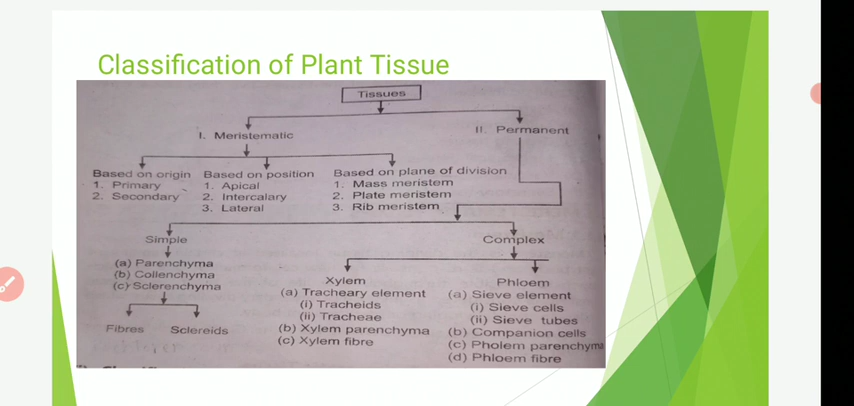 Classification of Plant Tissue
Tissues
I. Meristematic
II. Permanent
Based on origin
1. Primary
2. Secondary
Based on position
1. Apical
2. Intercalary
3. Lateral
Based on plane of division
1. Mass meristem
2. Plate meristem
3. Rib meristem
Simple
(a) Parenchyma
(b) Collenchyma
(c) Sclerenchyma
Fibres
Sclereids
Complex
Xylem
(a) Tracheary element
(i) Tracheids
(ii) Tracheae
(b) Xylem parenchyma
(c) Xylem fibre
Phloem
(a) Sieve element
(i) Sieve cells
(ii) Sieve tubes
(b) Companion cells
(c) Pholem parenchyma
(d) Phloem fibre